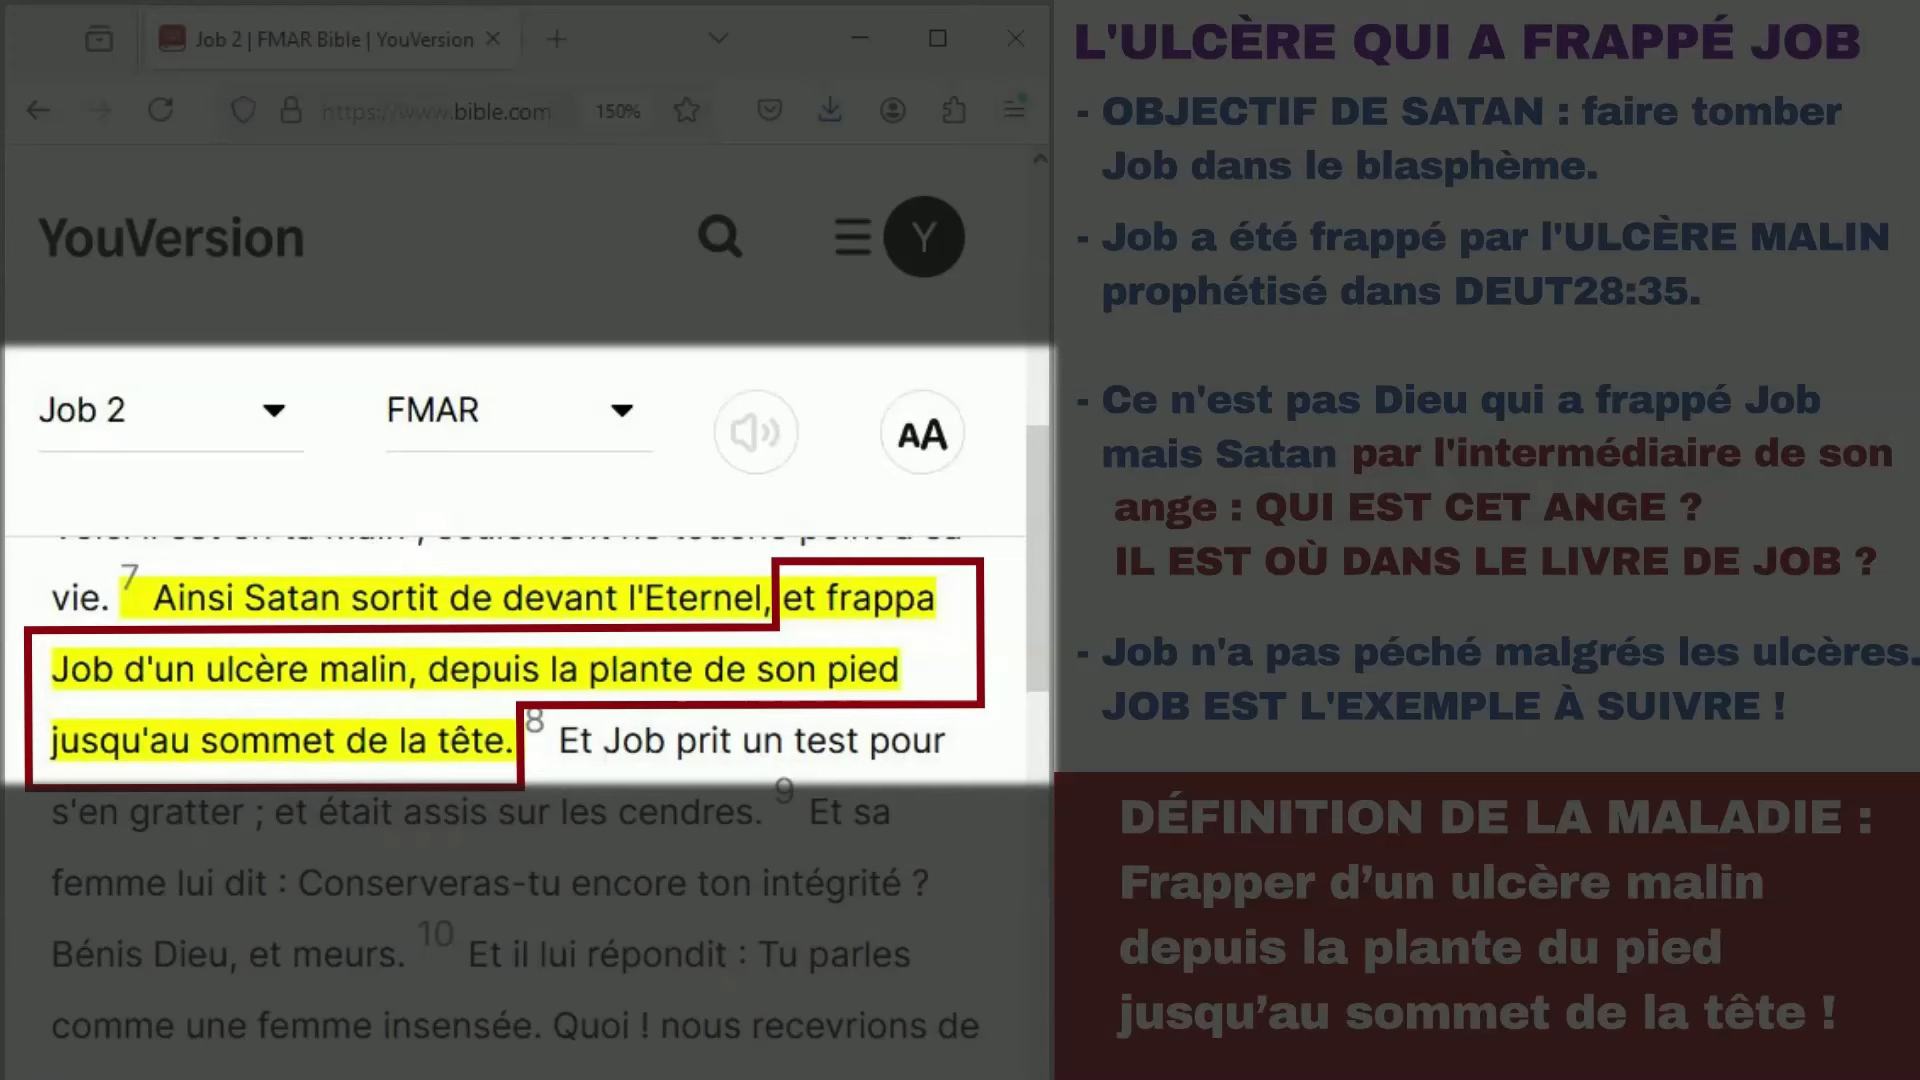 Job 2 | FMAR Bible | YouVersion
https://www.bible.com
150%
YouVersion
Y
Job 2
FMAR
AA
vie. 7 Ainsi Satan sortit de devant l'Eternel, et frappa
Job d'un ulcère malin, depuis la plante de son pied
jusqu'au sommet de la tête. 8 Et Job prit un test pour
s'en gratter ; et était assis sur les cendres. 9 Et sa
femme lui dit : Conserveras-tu encore ton intégrité ?
Bénis Dieu, et meurs. 10 Et il lui répondit : Tu parles
comme une femme insensée. Quoi ! nous recevrions de
L'ULCÈRE QUI A FRAPPÉ JOB
- OBJECTIF DE SATAN : faire tomber
Job dans le blasphème.
- Job a été frappé par l'ULCÈRE MALIN
prophétisé dans DEUT28:35.
- Ce n'est pas Dieu qui a frappé Job
mais Satan par l'intermédiaire de son
ange : QUI EST CET ANGE ?
IL EST OÙ DANS LE LIVRE DE JOB ?
- Job n'a pas péché malgrés les ulcères.
JOB EST L'EXEMPLE À SUIVRE !
DÉFINITION DE LA MALADIE :
Frapper d’un ulcère malin
depuis la plante du pied
jusqu’au sommet de la tête !